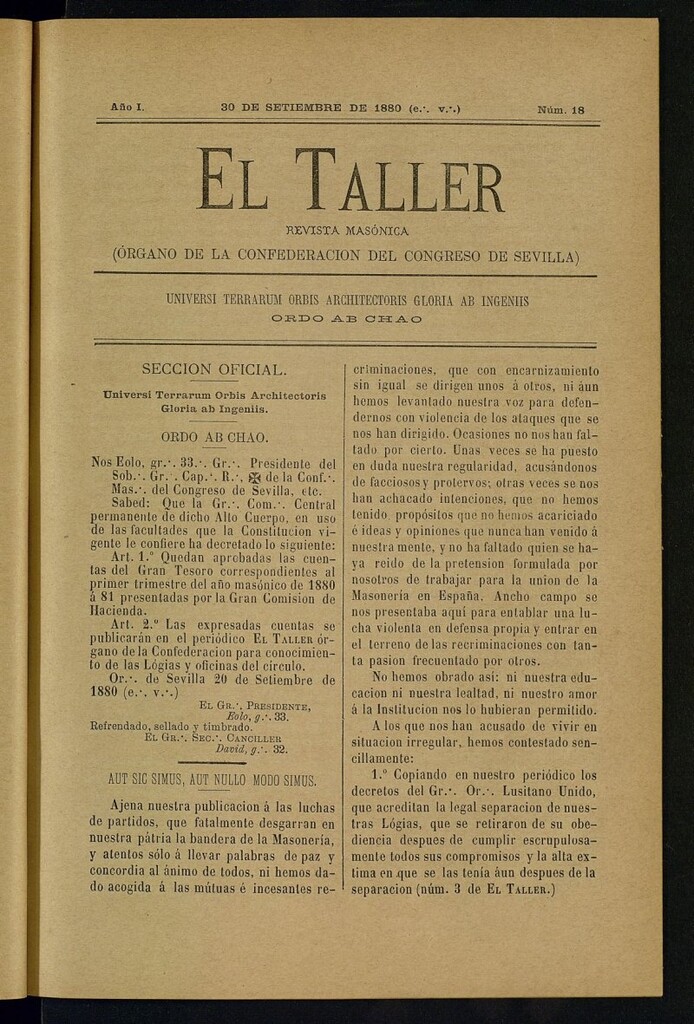 Año I.
30 DE SETIEMBRE DE 1880 (e.·. v.·.)
Núm. 18
EL TALLER
REVISTA MASÓNICA
(ÓRGANO DE LA CONFEDERACION DEL CONGRESO DE SEVILLA)
UNIVERSI TERRARUM ORBIS ARCHITECTORIS GLORIA AB INGENIIS
ORDO AB CHAO
SECCION OFICIAL.
Universi Terrarum Orbis Architectoris
Gloria ab Ingeniis.
ORDO AB CHAO.
Nos Eolo, gr.·. 33.·. Gr.·. Presidente del
Sob.·. Gr.·. Cap.·. R.·. ✠ de la Conf.·.
Mas.·. del Congreso de Sevilla, etc.
Sabed: Que la Gr.·. Com.·. Central
permanente de dicho Alto Cuerpo, en uso
de las facultades que la Constitucion vi-
gente le confiere ha decretado lo siguiente:
Art. 1.º Quedan aprobadas las cuen-
tas del Gran Tesoro correspondientes al
primer trimestre del año masónico de 1880
á 81 presentadas por la Gran Comision de
Hacienda.
Art. 2.º Las expresadas cuentas se
publicarán en el periódico EL TALLER ór-
gano de la Confederacion para conocimien-
to de las Lógias y oficinas del círculo.
Or.·. de Sevilla 20 de Setiembre de
1880 (e.·. v.·.)
EL GR.·. PRESIDENTE,
Eolo, g.·. 33.
Refrendado, sellado y timbrado.
EL GR.·. SEC.·. CANCILLER
David, g.·. 32.
AUT SIC SIMUS, AUT NULLO MODO SIMUS.
Ajena nuestra publicacion á las luchas
de partidos, que fatalmente desgarran en
nuestra pátria la bandera de la Masonería,
y atentos sólo á llevar palabras de paz y
concordia al ánimo de todos, ni hemos da-
do acogida á las mútuas é incesantes re-
criminaciones, que con encarnizamiento
sin igual se dirigen unos á otros, ni áun
hemos levantado nuestra voz para defen-
dernos con violencia de los ataques que se
nos han dirigido. Ocasiones no nos han fal-
tado por cierto. Unas veces se ha puesto
en duda nuestra regularidad, acusándonos
de facciosos y protervos; otras veces se nos
han achacado intenciones, que no hemos
tenido, propósitos que no hemos acariciado
é ideas y opiniones que nunca han venido á
nuestra mente, y no ha faltado quien se ha-
ya reido de la pretension formulada por
nosotros de trabajar para la union de la
Masonería en España. Ancho campo se
nos presentaba aquí para entablar una lu-
cha violenta en defensa propia y entrar en
el terreno de las recriminaciones con tan-
ta pasion frecuentado por otros.
No hemos obrado así: ni nuestra edu-
cacion ni nuestra lealtad, ni nuestro amor
á la Institucion nos lo hubieran permitido.
A los que nos han acusado de vivir en
situacion irregular, hemos contestado sen-
cillamente:
1.º Copiando en nuestro periódico los
decretos del Gr.·. Or.·. Lusitano Unido,
que acreditan la legal separacion de nues-
tras Lógias, que se retiraron de su obe-
diencia despues de cumplir escrupulosa-
mente todos sus compromisos y la alta ex-
tima en que se las tenía áun despues de la
separacion (núm. 3 de EL TALLER.)